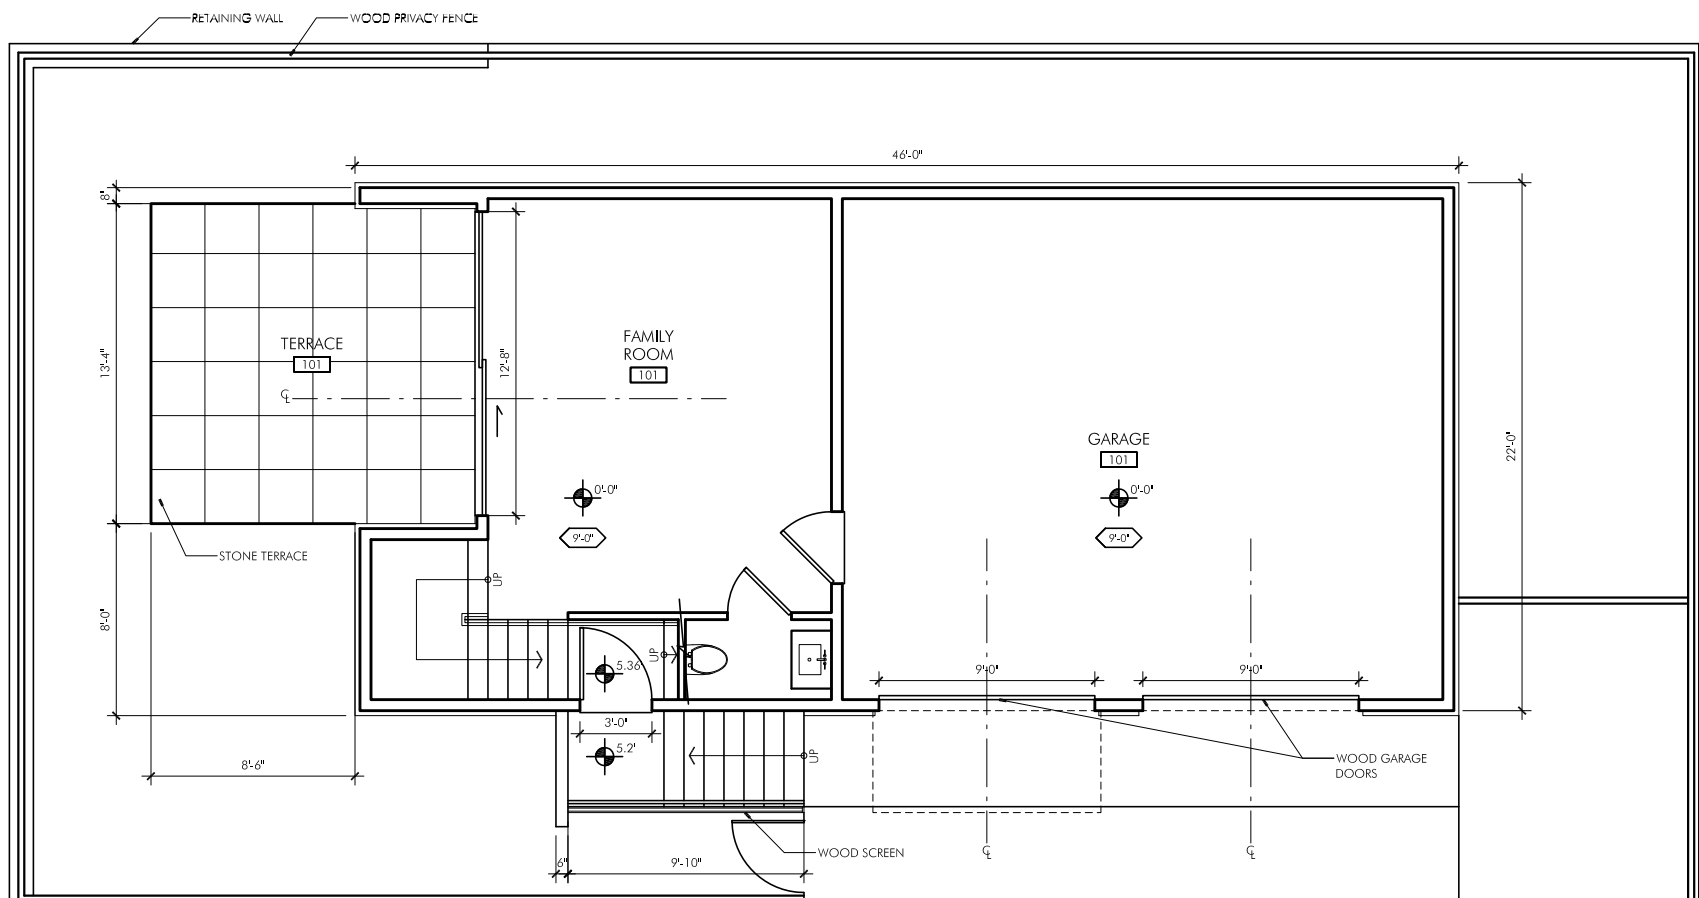 RETAINING WALL
WOOD PRIVACY FENCE
46'-0"
8"
13'-4"
8'-0"
TERRACE
101
℄
12'-8"
FAMILY
ROOM
101
GARAGE
101
22'-0"
0'-0"
9'-0"
0'-0"
9'-0"
STONE TERRACE
UP
UP
5.36'
9'-0"
9'-0"
3'-0"
5.2'
UP
8'-6"
WOOD GARAGE
DOORS
WOOD SCREEN
℄
℄
6"
9'-10"